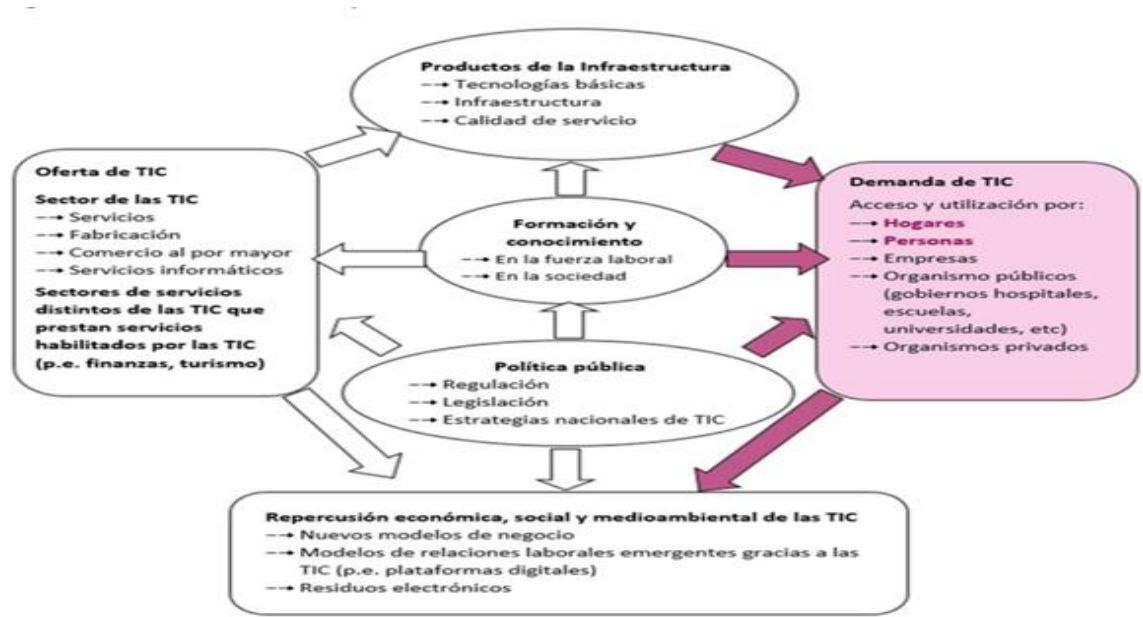 Productos de la Infraestructura
--→ Tecnologías básicas
--→ Infraestructura
--→ Calidad de servicio
Oferta de TIC
Sector de las TIC
--→ Servicios
--→ Fabricación
--→ Comercio al por mayor
--→ Servicios informáticos
Sectores de servicios
distintos de las TIC que
prestan servicios
habilitados por las TIC
(p.e. finanzas, turismo)
Formación y
conocimiento
--→ En la fuerza laboral
--→ En la sociedad
Demanda de TIC
Acceso y utilización por:
--→ Hogares
--→ Personas
--→ Empresas
--→ Organismo públicos
(gobiernos hospitales,
escuelas,
universidades, etc)
--→ Organismos privados
Política pública
--→ Regulación
--→ Legislación
--→ Estrategias nacionales de TIC
Repercusión económica, social y medioambiental de las TIC
--→ Nuevos modelos de negocio
--→ Modelos de relaciones laborales emergentes gracias a las
TIC (p.e. plataformas digitales)
--→ Residuos electrónicos